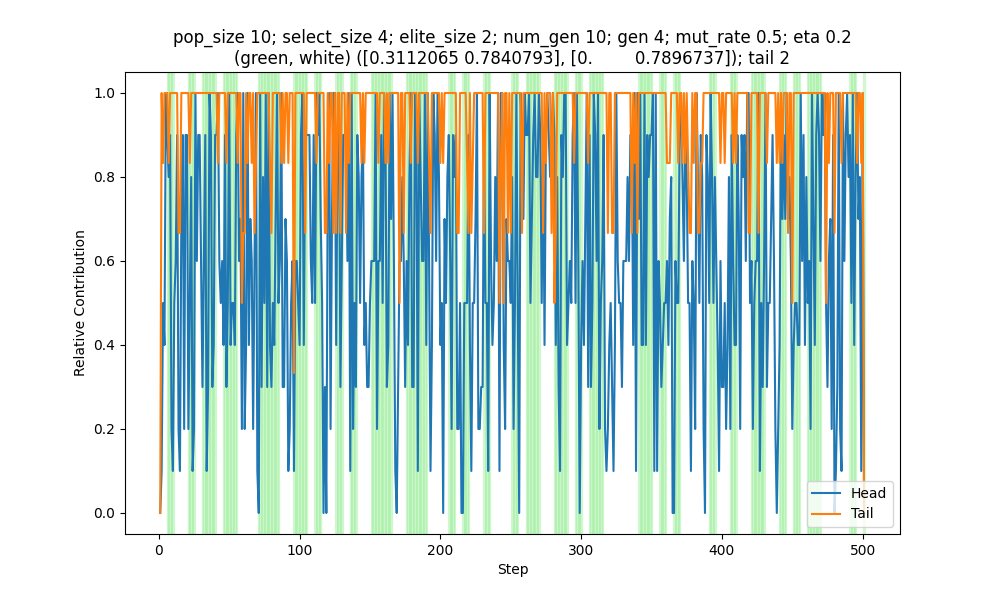 pop_size 10; select_size 4; elite_size 2; num_gen 10; gen 4; mut_rate 0.5; eta 0.2
(green, white) ([0.3112065 0.7840793], [0.         0.7896737]); tail 2
1.0
0.8
0.6
0.4
0.2
0.0
Relative Contribution
Head
Tail
0
100
200
300
400
500
Step